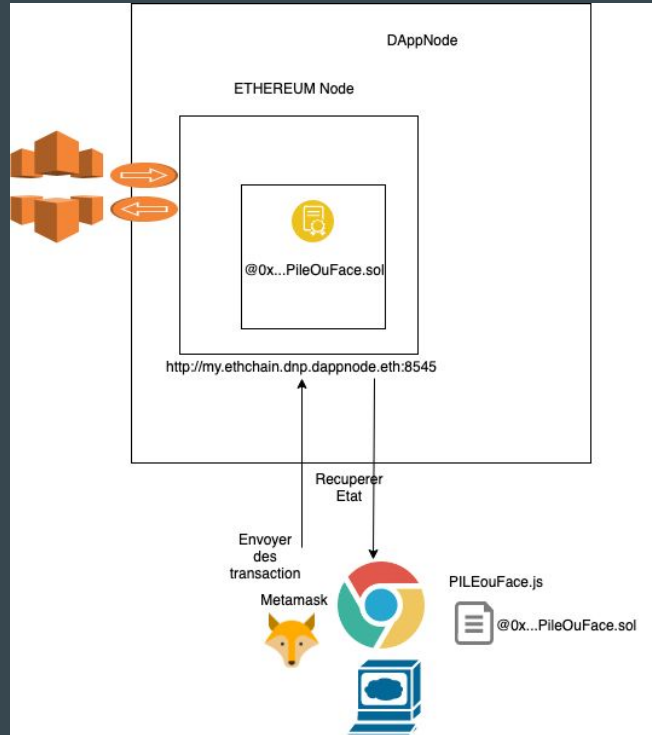 DAppNode
ETHEREUM Node
@0x...PileOuFace.sol
http://my.ethchain.dnp.dappnode.eth:8545
Recuperer
Etat
Envoyer
des
transaction
Metamask
PILEouFace.js
@0x...PileOuFace.sol